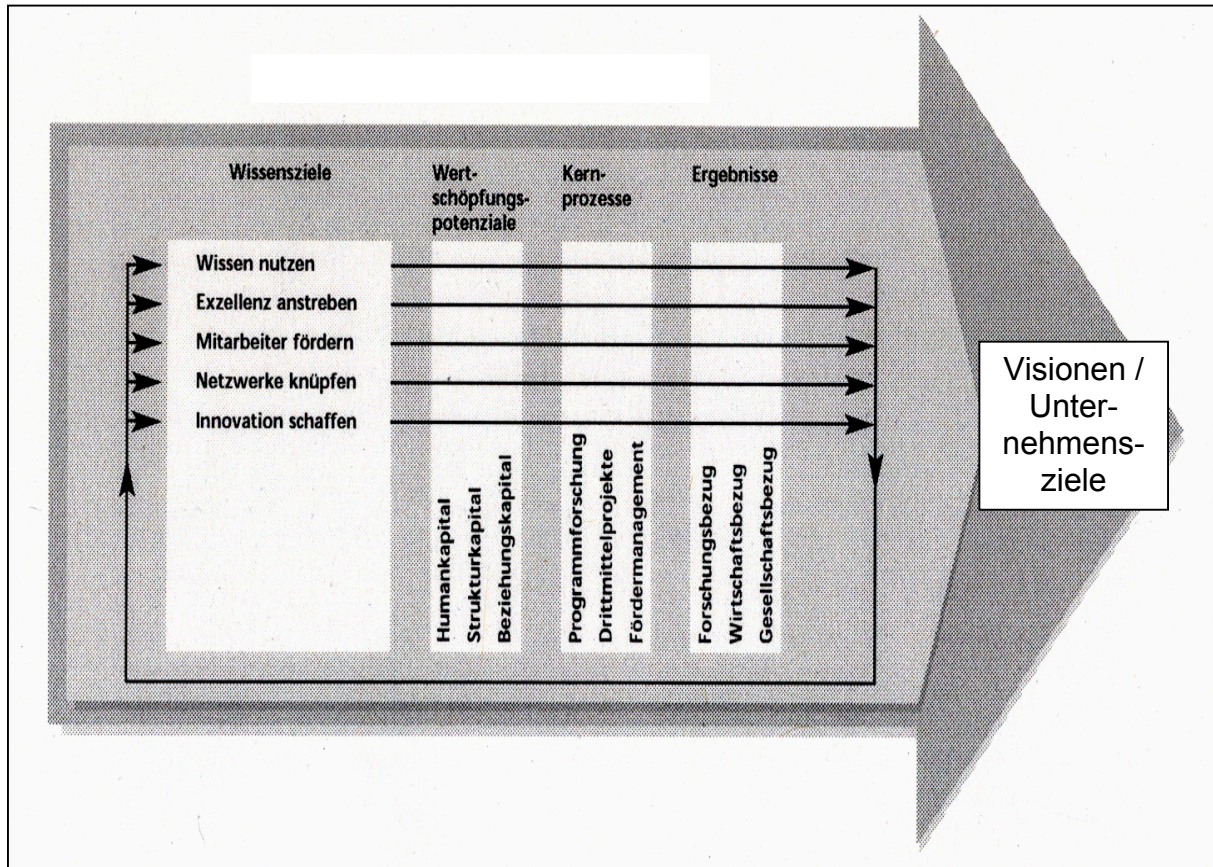 Wissensziele
Wert-
schöpfungs-
potenziale
Kern-
prozesse
Ergebnisse
Wissen nutzen
Exzellenz anstreben
Mitarbeiter fördern
Netzwerke knüpfen
Innovation schaffen
Humankapital
Strukturkapital
Beziehungskapital
Programmforschung
Drittmittelprojekte
Fördermanagement
Forschungsbezug
Wirtschaftsbezug
Gesellschaftsbezug
Visionen /
Unter-
nehmens-
ziele